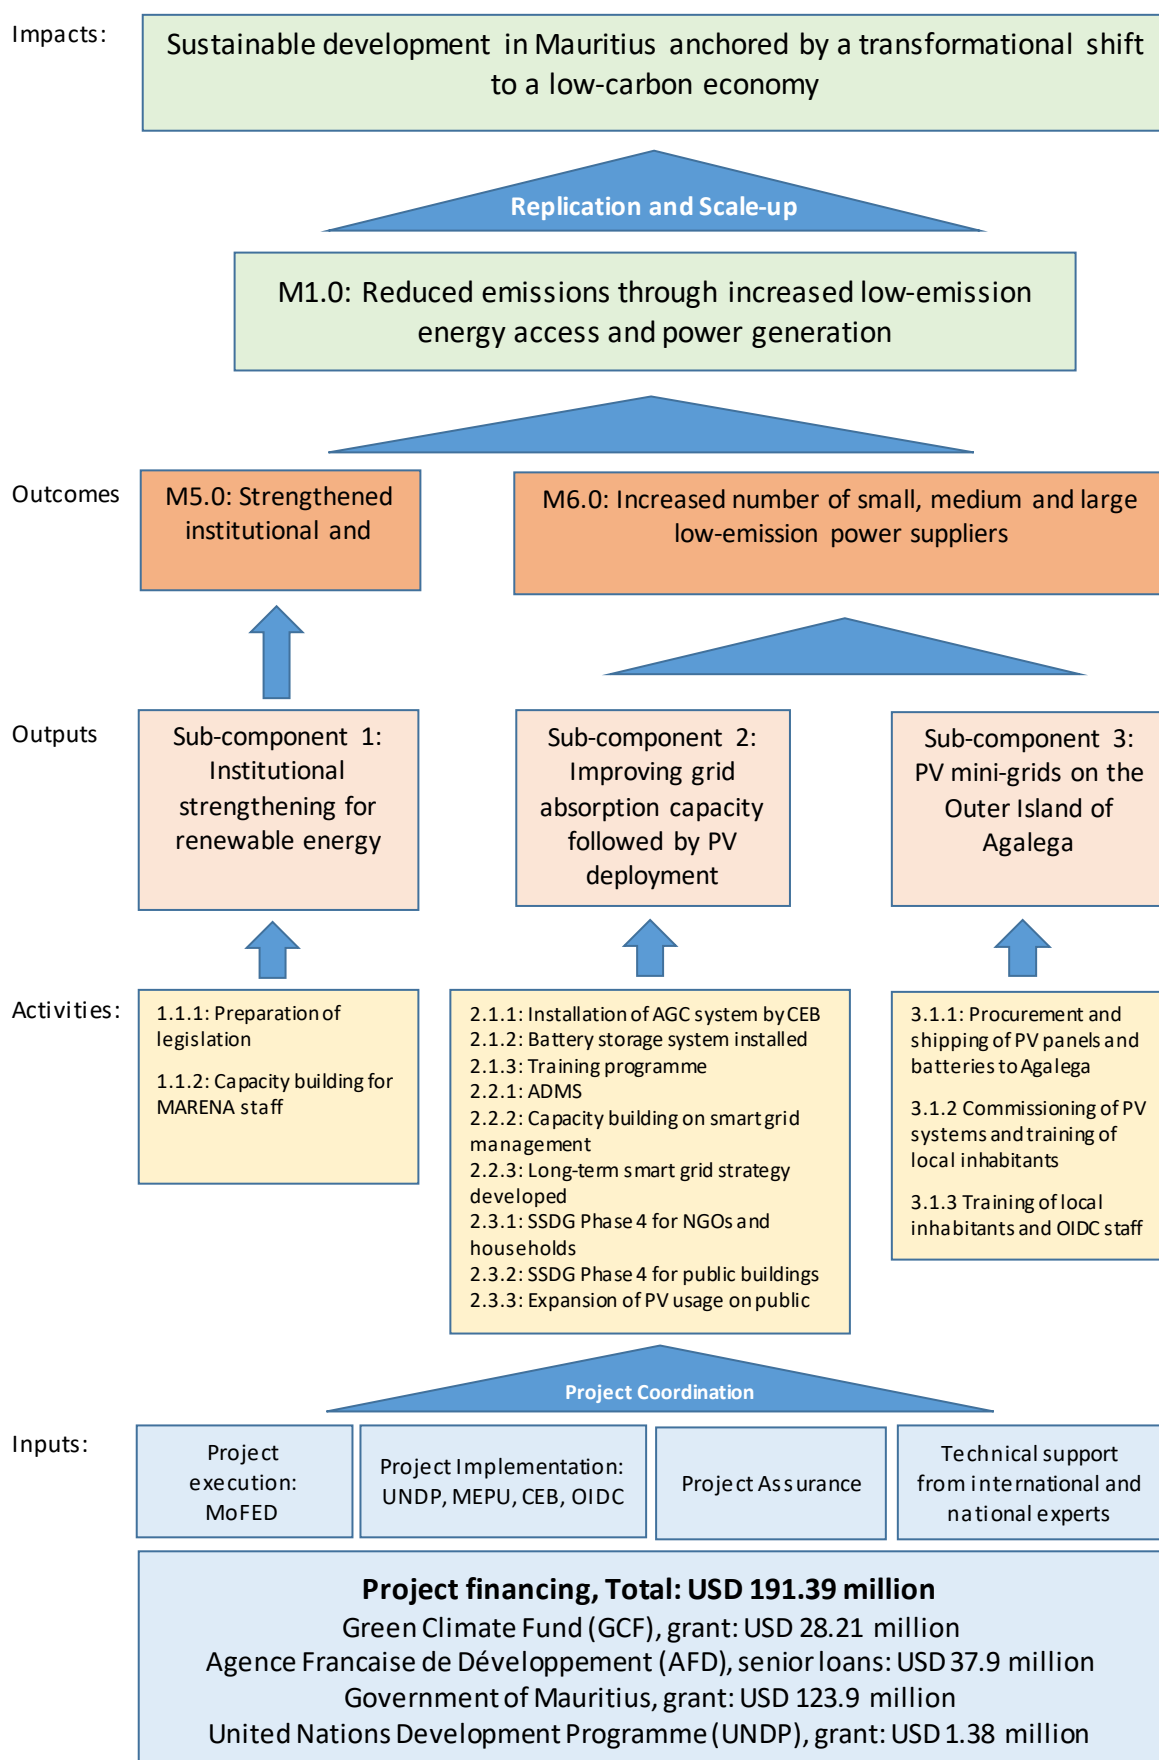 Impacts:
Sustainable development in Mauritius anchored by a transformational shift
to a low-carbon economy
Replication and Scale-up
M1.0: Reduced emissions through increased low-emission
energy access and power generation
Outcomes
M5.0: Strengthened
institutional and
M6.0: Increased number of small, medium and large
low-emission power suppliers
Outputs
Sub-component 1:
Institutional
strengthening for
renewable energy
Sub-component 2:
Improving grid
absorption capacity
followed by PV
deployment
Sub-component 3:
PV mini-grids on the
Outer Island of
Agalega
Activities:
1.1.1: Preparation of
legislation
1.1.2: Capacity building for
MARENA staff
2.1.1: Installation of AGC system by CEB
2.1.2: Battery storage system installed
2.1.3: Training programme
2.2.1: ADMS
2.2.2: Capacity building on smart grid
management
2.2.3: Long-term smart grid strategy
developed
2.3.1: SSDG Phase 4 for NGOs and
households
2.3.2: SSDG Phase 4 for public buildings
2.3.3: Expansion of PV usage on public
3.1.1: Procurement and
shipping of PV panels and
batteries to Agalega
3.1.2 Commissioning of PV
systems and training of
local inhabitants
3.1.3 Training of local
inhabitants and OIDC staff
Project Coordination
Inputs:
Project
execution:
MoFED
Project Implementation:
UNDP, MEPU, CEB, OIDC
Project Assurance
Technical support
from international and
national experts
Project financing, Total: USD 191.39 million
Green Climate Fund (GCF), grant: USD 28.21 million
Agence Francaise de Développement (AFD), senior loans: USD 37.9 million
Government of Mauritius, grant: USD 123.9 million
United Nations Development Programme (UNDP), grant: USD 1.38 million